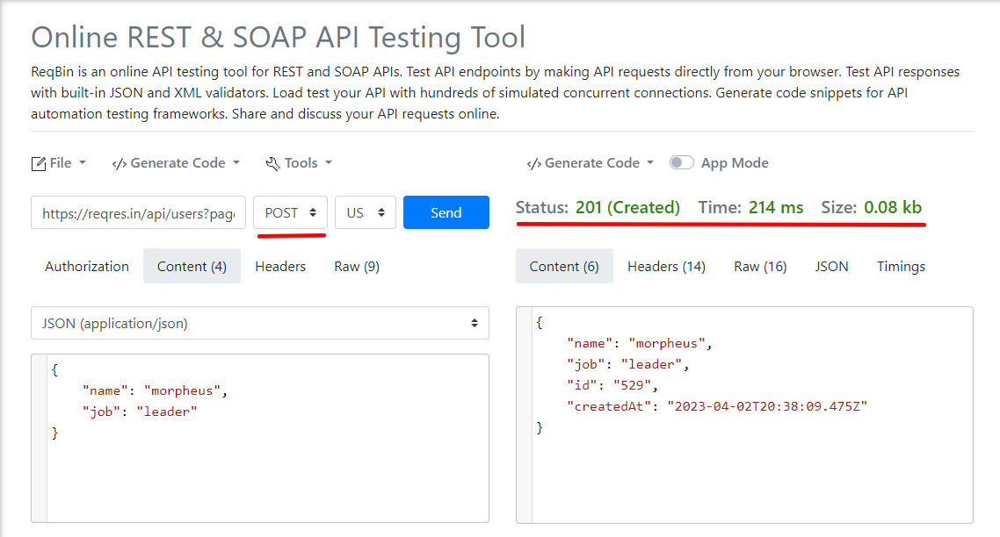 Online REST & SOAP API Testing Tool
ReqBin is an online API testing tool for REST and SOAP APIs. Test API endpoints by making API requests directly from your browser. Test API responses
with built-in JSON and XML validators. Load test your API with hundreds of simulated concurrent connections. Generate code snippets for API
automation testing frameworks. Share and discuss your API requests online.
File </> Generate Code Tools
https://reqres.in/api/users?page POST US Send
Authorization Content (4) Headers Raw (9)
JSON (application/json)
{
    "name": "morpheus",
    "job": "leader"
}
</> Generate Code App Mode
Status: 201 (Created) Time: 214 ms Size: 0.08 kb
Content (6) Headers (14) Raw (16) JSON Timings
{
    "name": "morpheus",
    "job": "leader",
    "id": "529",
    "createdAt": "2023-04-02T20:38:09.475Z"
}